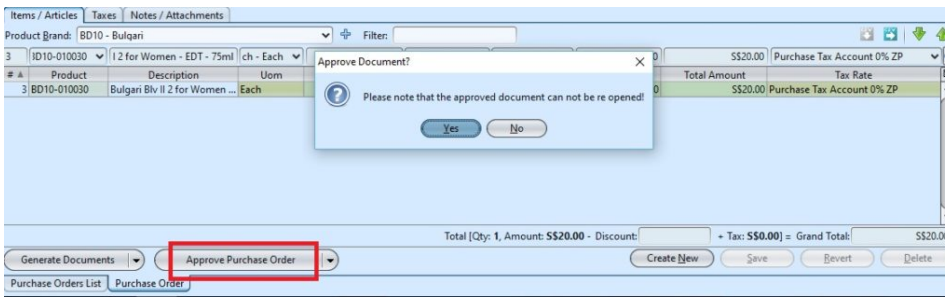 Items / Articles Taxes Notes / Attachments
Product Brand: BD10 - Bulgari Filter:
3 BD10-010030 I 2 for Women - EDT - 75ml ch - Each S$20.00 Purchase Tax Account 0% ZP
Approve Document?
# Product Description Uom Total Amount Tax Rate
3 BD10-010030 Bulgari Blv II 2 for Women ... Each S$20.00 Purchase Tax Account 0% ZP
Please note that the approved document can not be re opened!
Yes No
Total [Qty: 1, Amount: S$20.00 - Discount: + Tax: S$0.00] = Grand Total: S$20.0
Generate Documents Approve Purchase Order Create New Save Revert Delete
Purchase Orders List Purchase Order